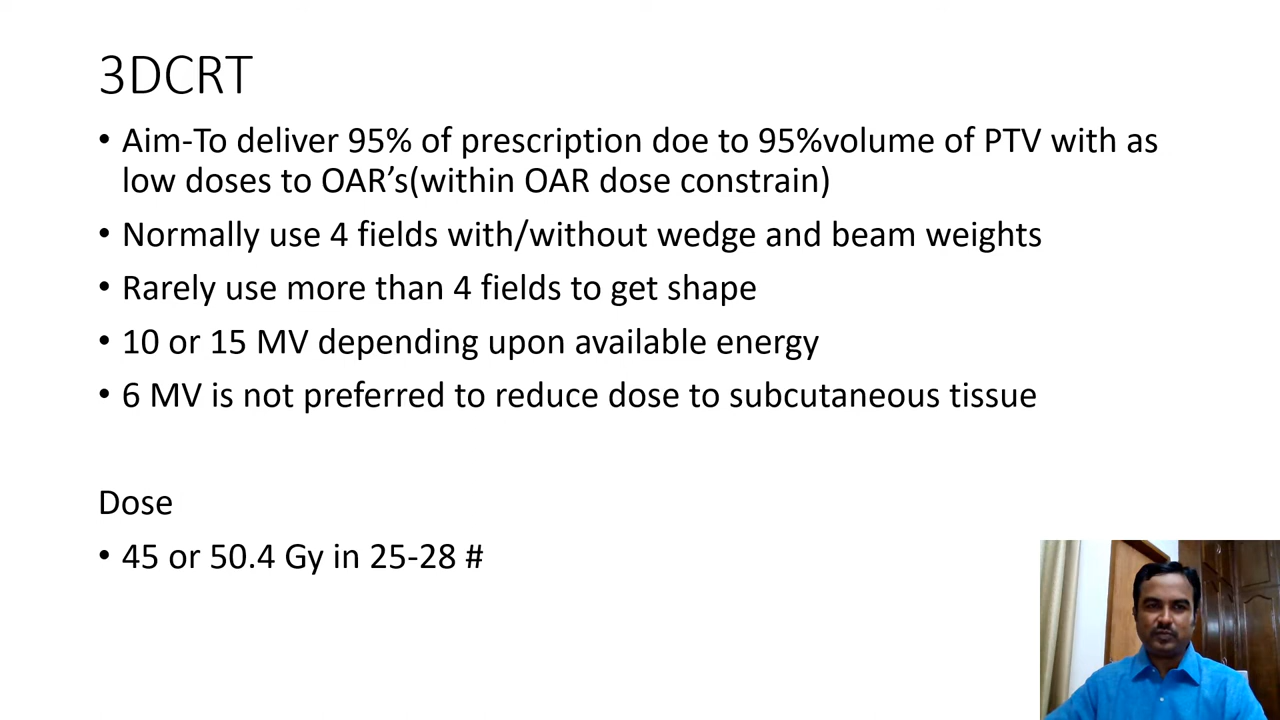 3DCRT
• Aim-To deliver 95% of prescription doe to 95%volume of PTV with as
low doses to OAR’s(within OAR dose constrain)
• Normally use 4 fields with/without wedge and beam weights
• Rarely use more than 4 fields to get shape
• 10 or 15 MV depending upon available energy
• 6 MV is not preferred to reduce dose to subcutaneous tissue
Dose
• 45 or 50.4 Gy in 25-28 #